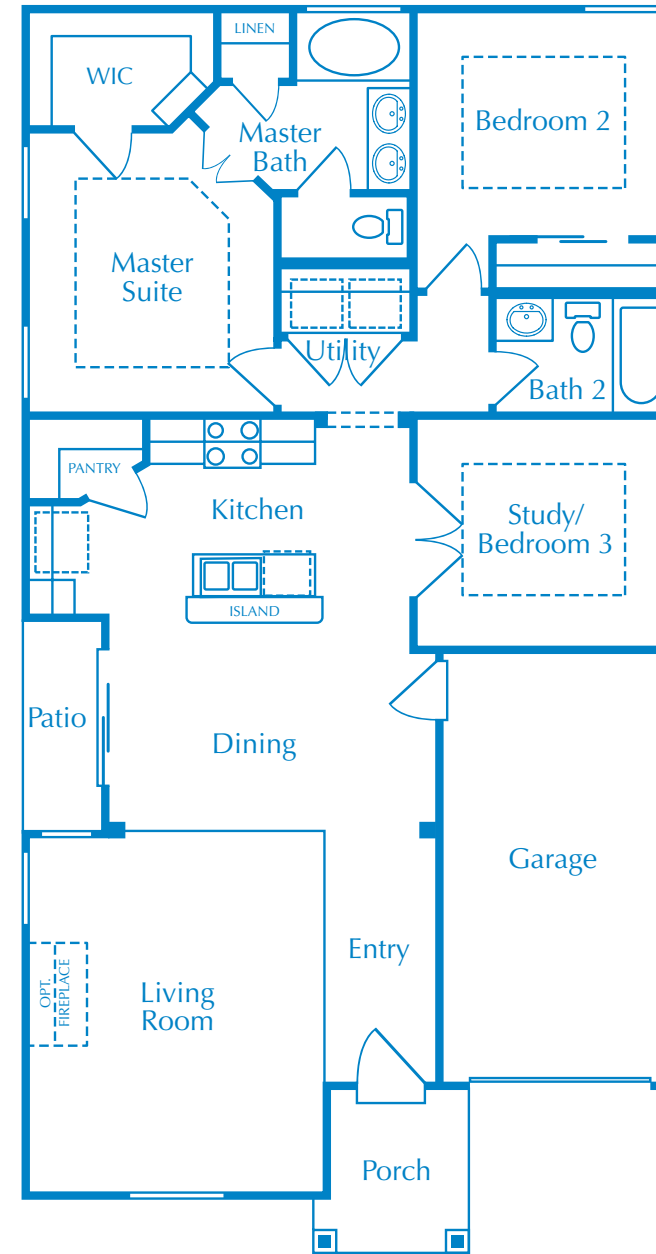 LINEN
WIC
Master
Bath
Bedroom 2
Master
Suite
Utility
Bath 2
PANTRY
Kitchen
Study/
Bedroom 3
ISLAND
Patio
Dining
Garage
Entry
OPT.
FIREPLACE
Living
Room
Porch